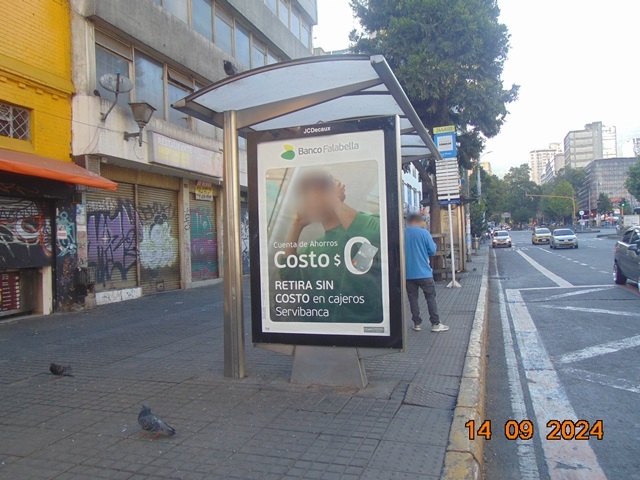 JCDecaux
Banco Falabella
Cuenta de Ahorros
Costo $0
RETIRA SIN
COSTO en cajeros
Servibanca
14 09 2024